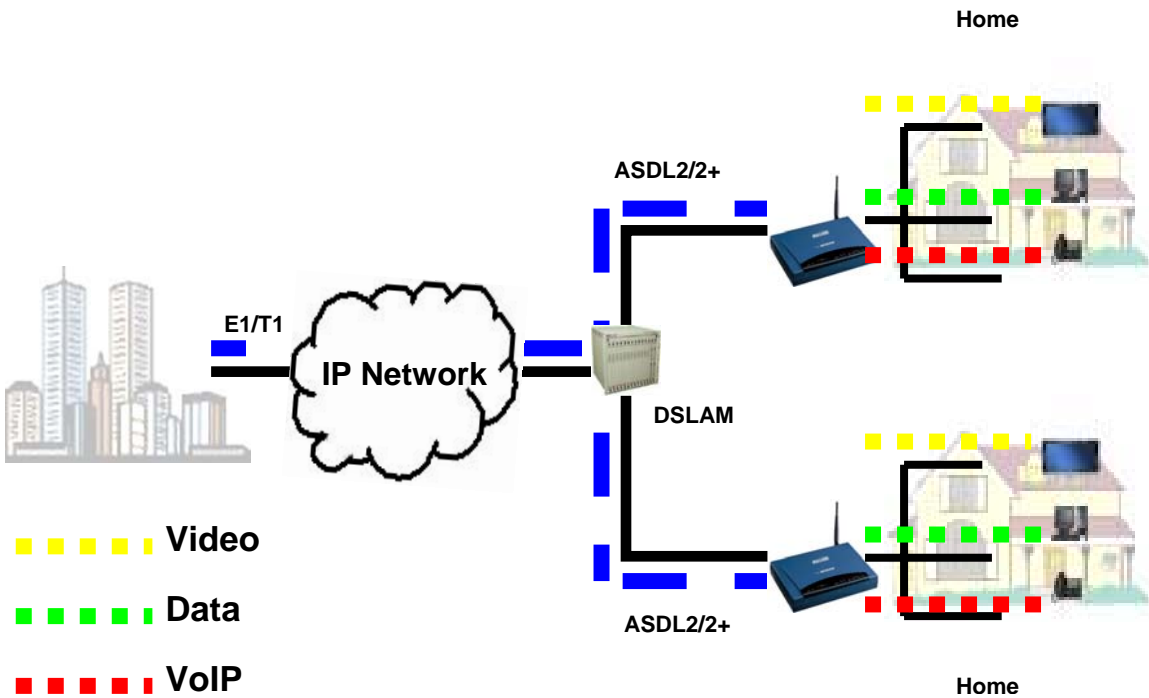 Home
ASDL2/2+
E1/T1
IP Network
DSLAM
Video
Data
ASDL2/2+
VoIP
Home